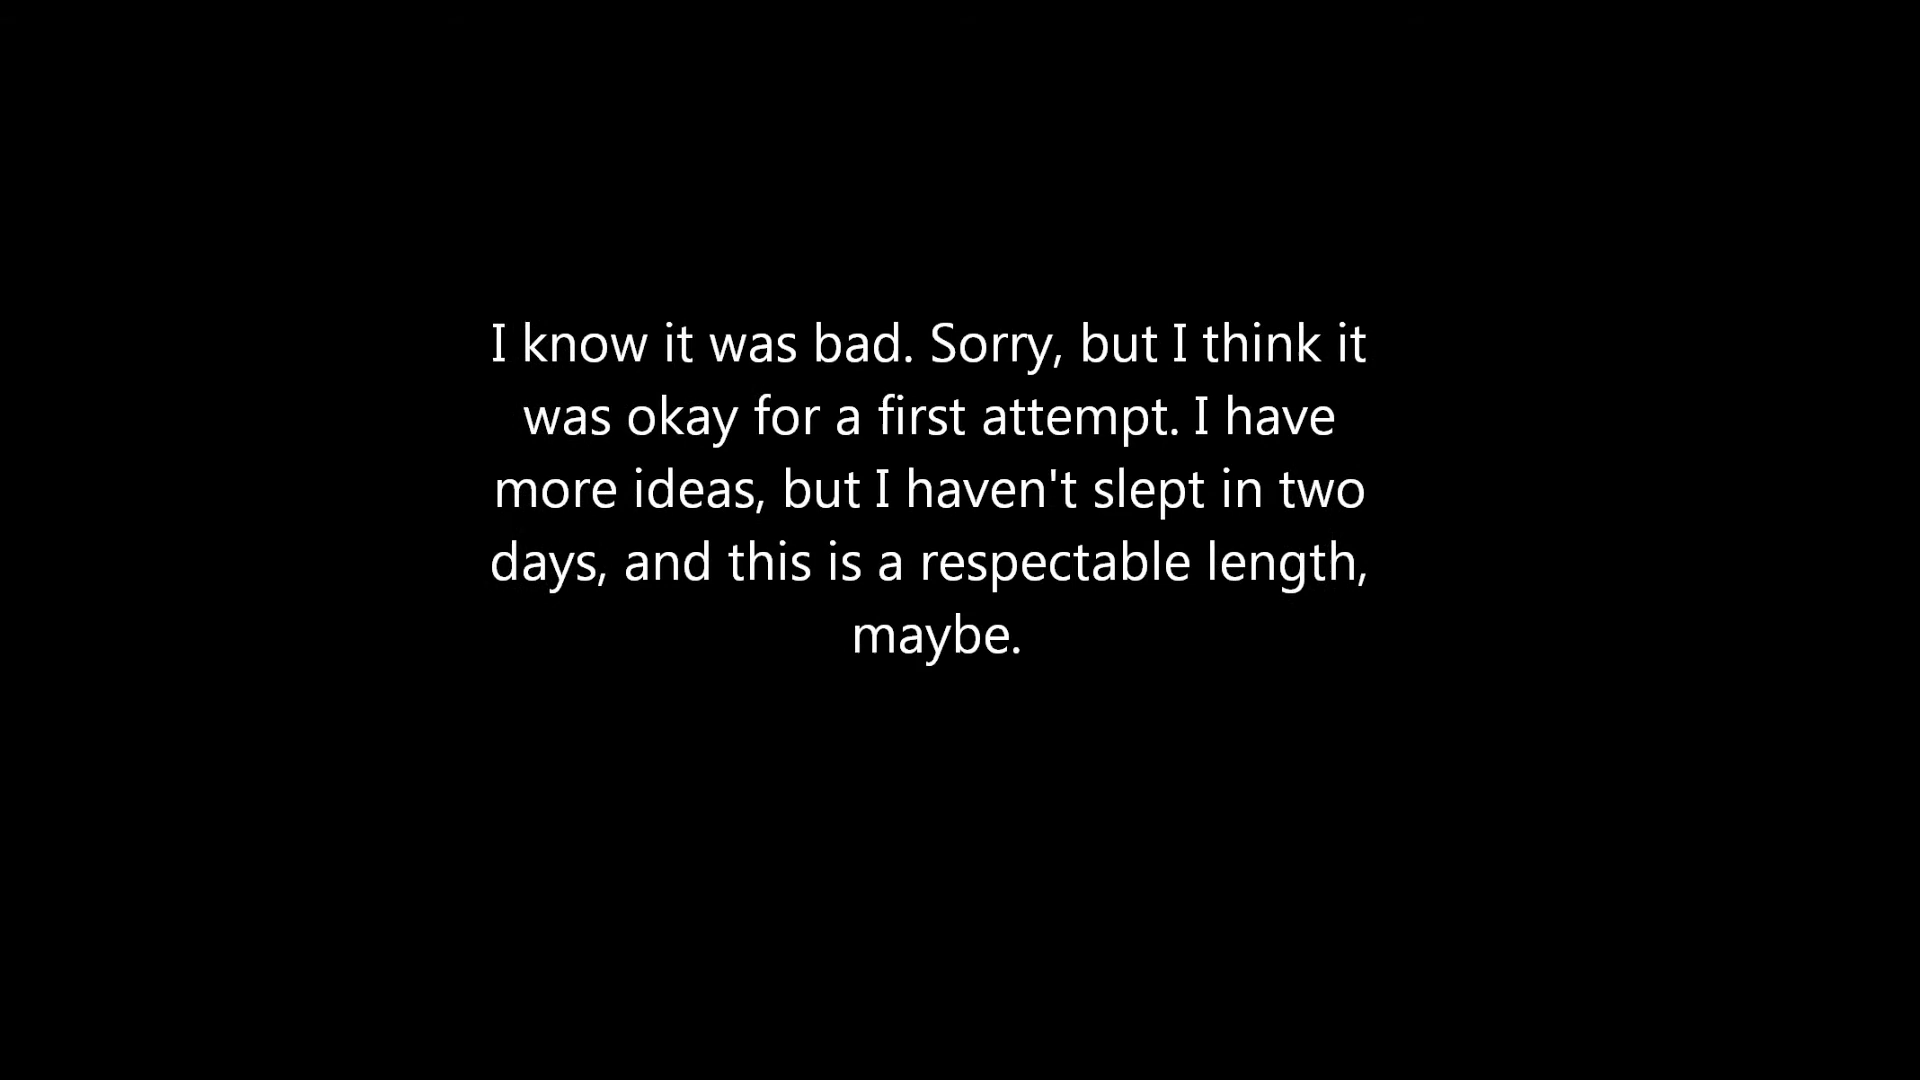 I know it was bad. Sorry, but I think it
was okay for a first attempt. I have
more ideas, but I haven't slept in two
days, and this is a respectable length,
maybe.